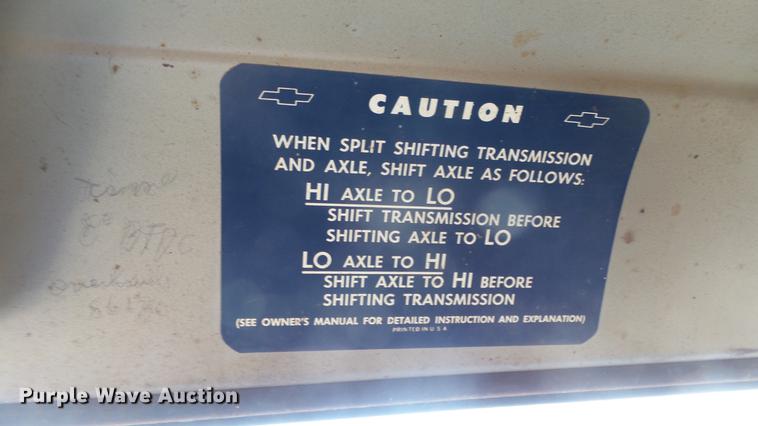 CAUTION
WHEN SPLIT SHIFTING TRANSMISSION
AND AXLE, SHIFT AXLE AS FOLLOWS:
HI AXLE TO LO
SHIFT TRANSMISSION BEFORE
SHIFTING AXLE TO LO
LO AXLE TO HI
SHIFT AXLE TO HI BEFORE
SHIFTING TRANSMISSION
(SEE OWNER'S MANUAL FOR DETAILED INSTRUCTION AND EXPLANATION)
PRINTED IN U S A
Purple Wave Auction